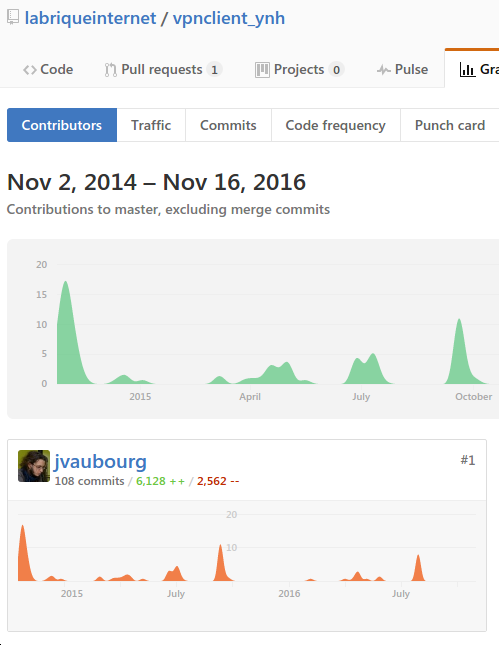 labriqueinternet / vpnclient_ynh
Code Pull requests 1 Projects 0 Pulse Gra
Contributors Traffic Commits Code frequency Punch card
Nov 2, 2014 – Nov 16, 2016
Contributions to master, excluding merge commits
20
15
10
5
0
2015 April July October
jvaubourg #1
108 commits / 6,128 ++ / 2,562 --
20
10
2015 July 2016 July